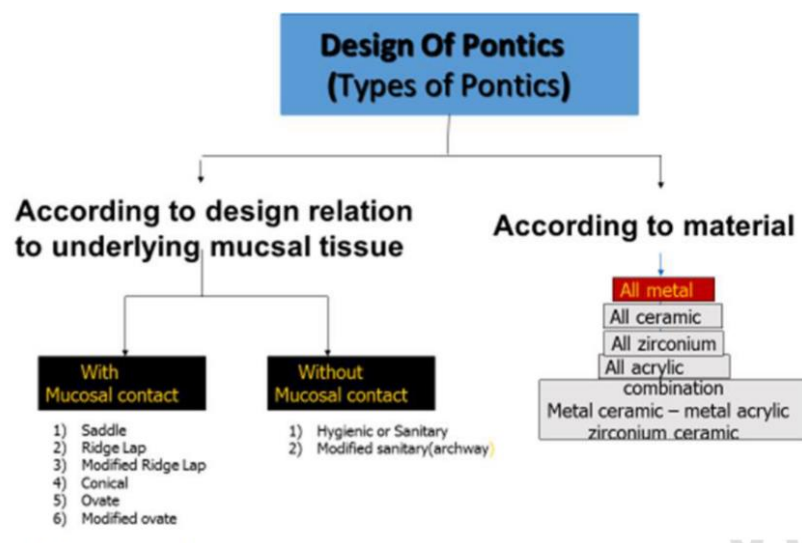 Design Of Pontics
(Types of Pontics)
According to design relation
to underlying mucsal tissue
According to material
With
Mucosal contact
1) Saddle
2) Ridge Lap
3) Modified Ridge Lap
4) Conical
5) Ovate
6) Modified ovate
Without
Mucosal contact
1) Hygienic or Sanitary
2) Modified sanitary(archway)
All metal
All ceramic
All zirconium
All acrylic
combination
Metal ceramic – metal acrylic
zirconium ceramic